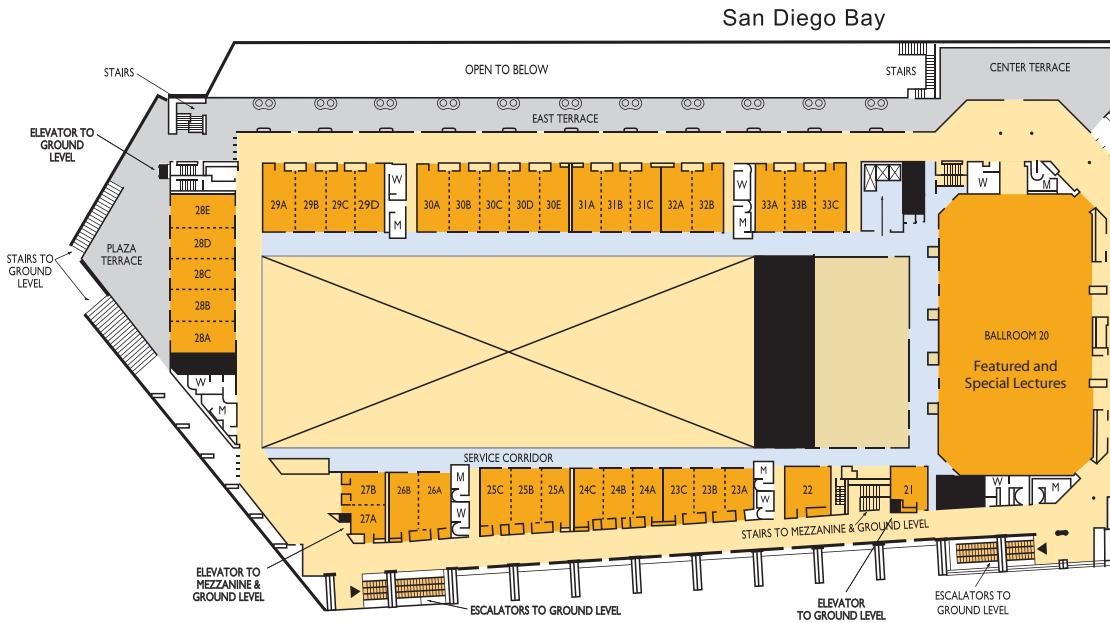 San Diego Bay
STAIRS
OPEN TO BELOW
STAIRS
CENTER TERRACE
EAST TERRACE
ELEVATOR TO
GROUND
LEVEL
29A
29B
29C
29D
W
M
30A
30B
30C
30D
30E
31A
31B
31C
32A
32B
W
M
33A
33B
33C
W
M
28E
28D
28C
28B
28A
PLAZA
TERRACE
STAIRS TO
GROUND
LEVEL
W
M
BALLROOM 20
Featured and
Special Lectures
SERVICE CORRIDOR
27B
27A
26B
26A
M
W
25C
25B
25A
24C
24B
24A
23C
23B
23A
M
W
22
21
W
M
STAIRS TO MEZZANINE & GROUND LEVEL
ELEVATOR TO
MEZZANINE &
GROUND LEVEL
ESCALATORS TO GROUND LEVEL
ELEVATOR
TO GROUND LEVEL
ESCALATORS TO
GROUND LEVEL